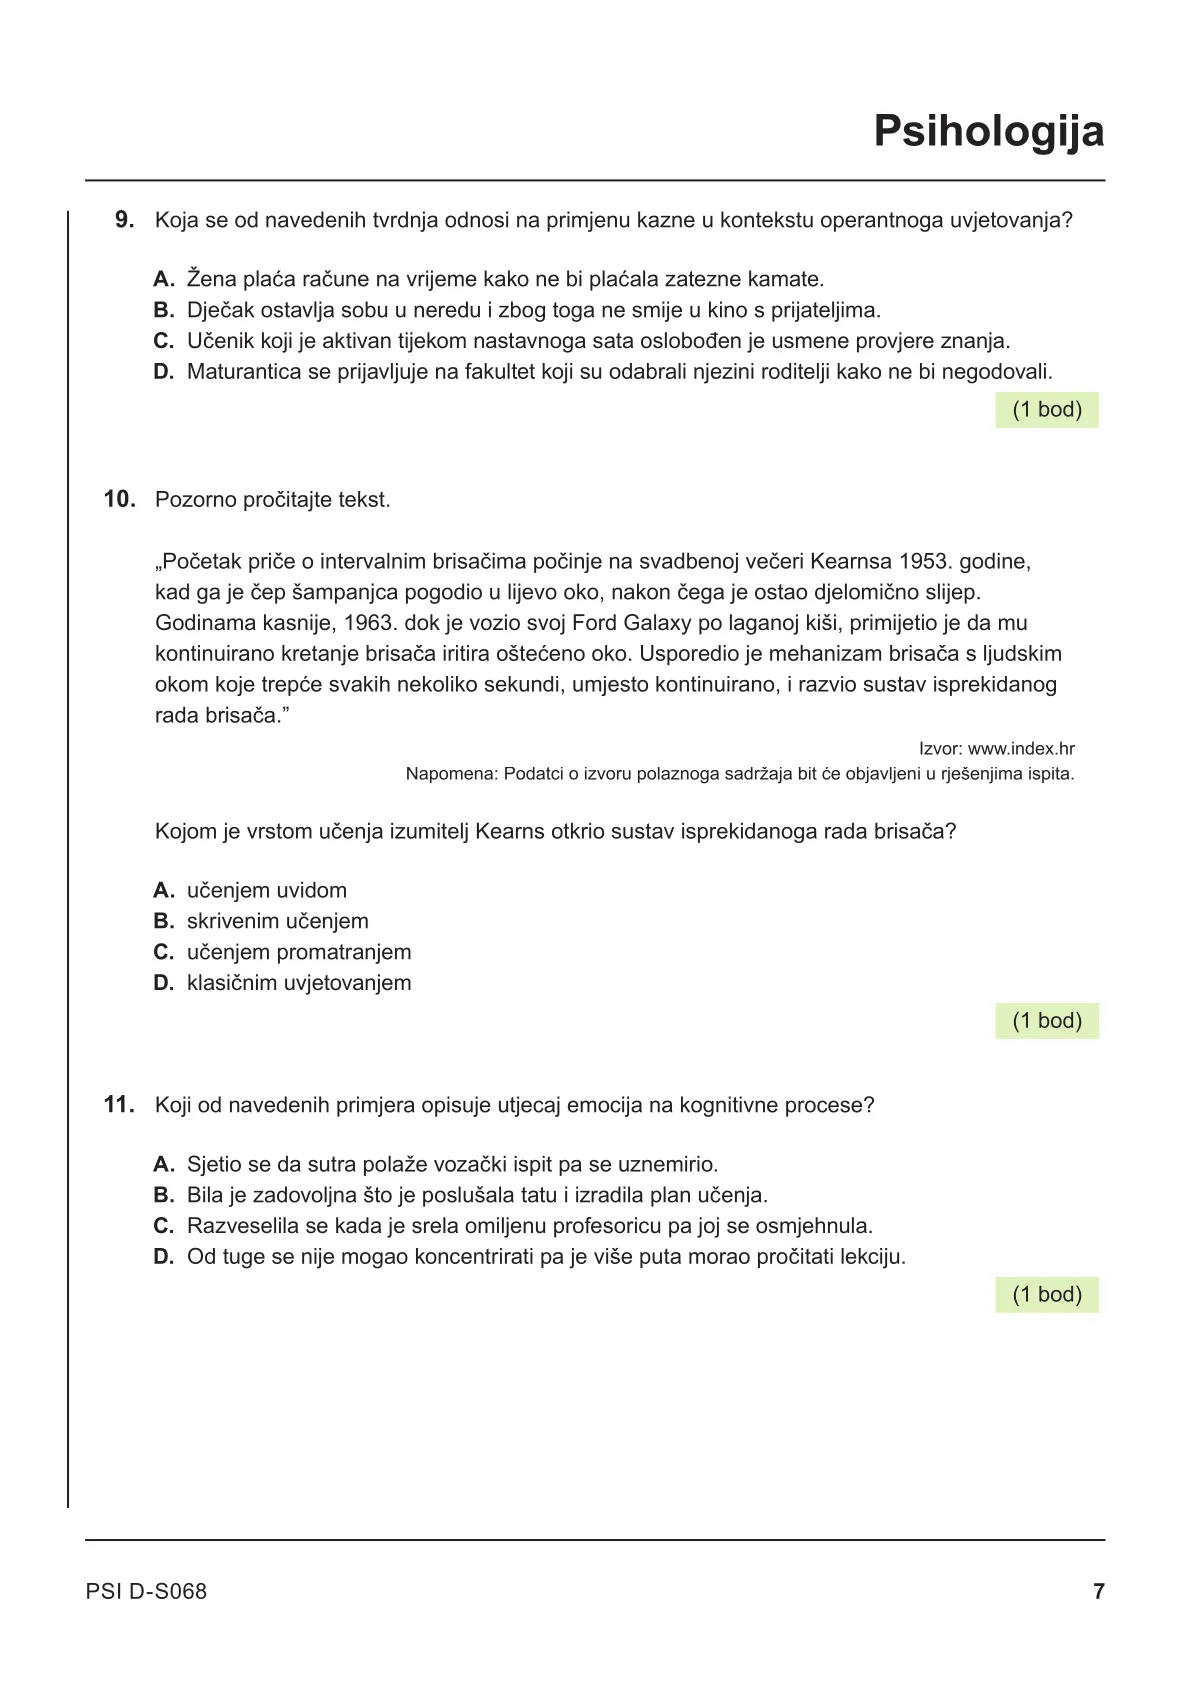 Psihologija
9. Koja se od navedenih tvrdnja odnosi na primjenu kazne u kontekstu operantnoga uvjetovanja?
A. Žena plaća račune na vrijeme kako ne bi plaćala zatezne kamate.
B. Dječak ostavlja sobu u neredu i zbog toga ne smije u kino s prijateljima.
C. Učenik koji je aktivan tijekom nastavnoga sata oslobođen je usmene provjere znanja.
D. Maturantica se prijavljuje na fakultet koji su odabrali njezini roditelji kako ne bi negodovali.
(1 bod)
10. Pozorno pročitajte tekst.
„Početak priče o intervalnim brisačima počinje na svadbenoj večeri Kearnsa 1953. godine,
kad ga je čep šampanjca pogodio u lijevo oko, nakon čega je ostao djelomično slijep.
Godinama kasnije, 1963. dok je vozio svoj Ford Galaxy po laganoj kiši, primijetio je da mu
kontinuirano kretanje brisača iritira oštećeno oko. Usporedio je mehanizam brisača s ljudskim
okom koje trepće svakih nekoliko sekundi, umjesto kontinuirano, i razvio sustav isprekidanog
rada brisača.”
Izvor: www.index.hr
Napomena: Podatci o izvoru polaznoga sadržaja bit će objavljeni u rješenjima ispita.
Kojom je vrstom učenja izumitelj Kearns otkrio sustav isprekidanoga rada brisača?
A. učenjem uvidom
B. skrivenim učenjem
C. učenjem promatranjem
D. klasičnim uvjetovanjem
(1 bod)
11. Koji od navedenih primjera opisuje utjecaj emocija na kognitivne procese?
A. Sjetio se da sutra polaže vozački ispit pa se uznemirio.
B. Bila je zadovoljna što je poslušala tatu i izradila plan učenja.
C. Razveselila se kada je srela omiljenu profesoricu pa joj se osmjehnula.
D. Od tuge se nije mogao koncentrirati pa je više puta morao pročitati lekciju.
(1 bod)
PSI D-S068
7